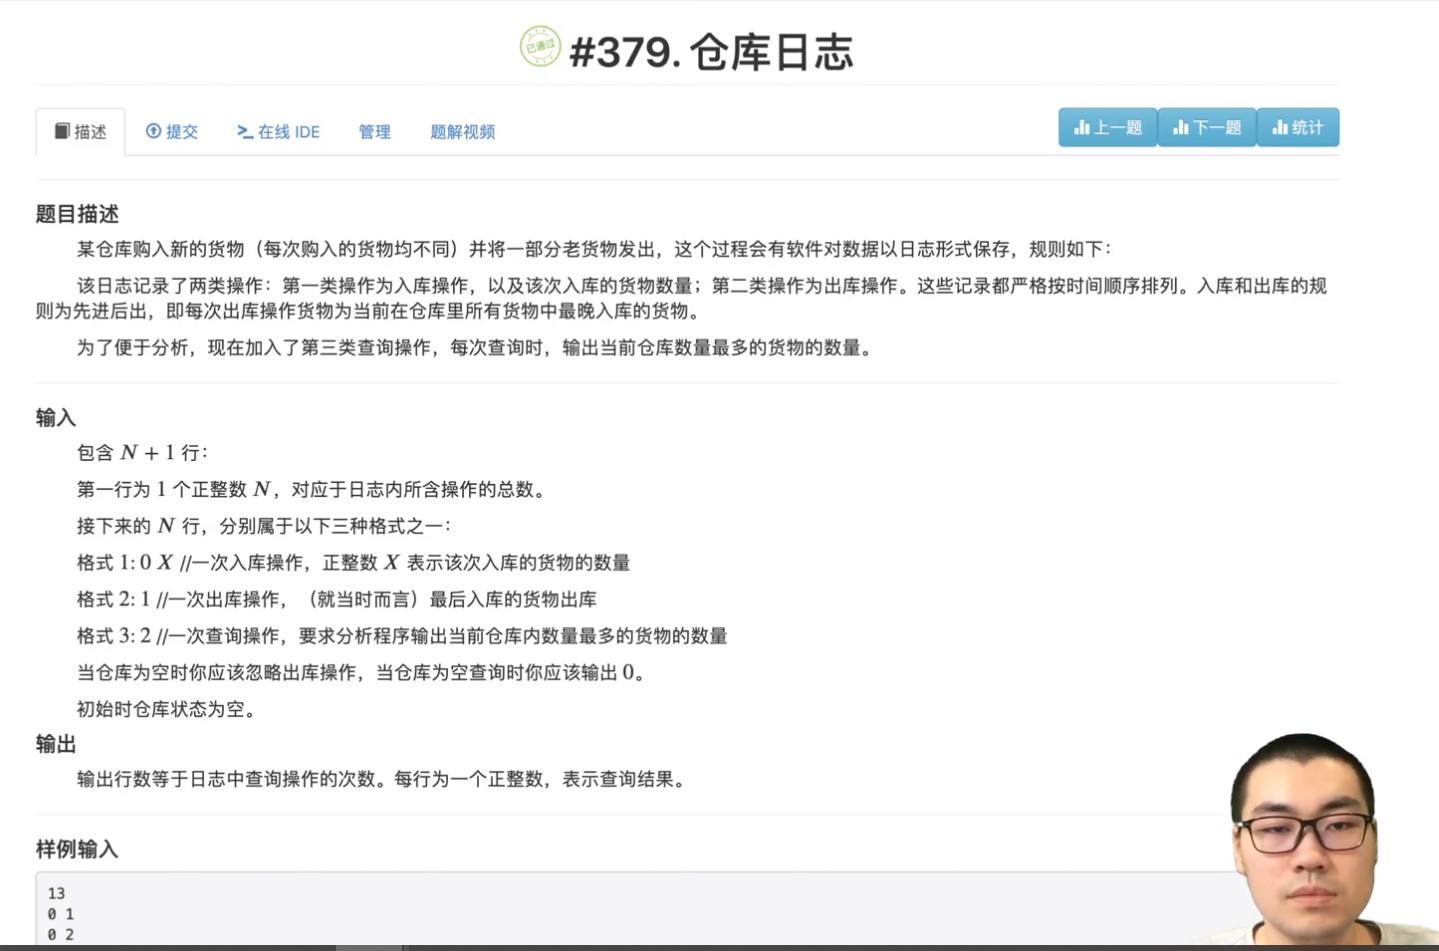 已通过
#379. 仓库日志
描述 提交 在线 IDE 管理 题解视频 上一题 下一题 统计
题目描述
某仓库购入新的货物（每次购入的货物均不同）并将一部分老货物发出，这个过程会有软件对数据以日志形式保存，规则如下：
该日志记录了两类操作：第一类操作为入库操作，以及该次入库的货物数量；第二类操作为出库操作。这些记录都严格按时间顺序排列。入库和出库的规
则为先进后出，即每次出库操作货物为当前在仓库里所有货物中最晚入库的货物。
为了便于分析，现在加入了第三类查询操作，每次查询时，输出当前仓库数量最多的货物的数量。
输入
包含 N + 1 行：
第一行为 1 个正整数 N，对应于日志内所含操作的总数。
接下来的 N 行，分别属于以下三种格式之一：
格式 1: 0 X //一次入库操作，正整数 X 表示该次入库的货物的数量
格式 2: 1 //一次出库操作，（就当时而言）最后入库的货物出库
格式 3: 2 //一次查询操作，要求分析程序输出当前仓库内数量最多的货物的数量
当仓库为空时你应该忽略出库操作，当仓库为空查询时你应该输出 0。
初始时仓库状态为空。
输出
输出行数等于日志中查询操作的次数。每行为一个正整数，表示查询结果。
样例输入
13
0 1
0 2